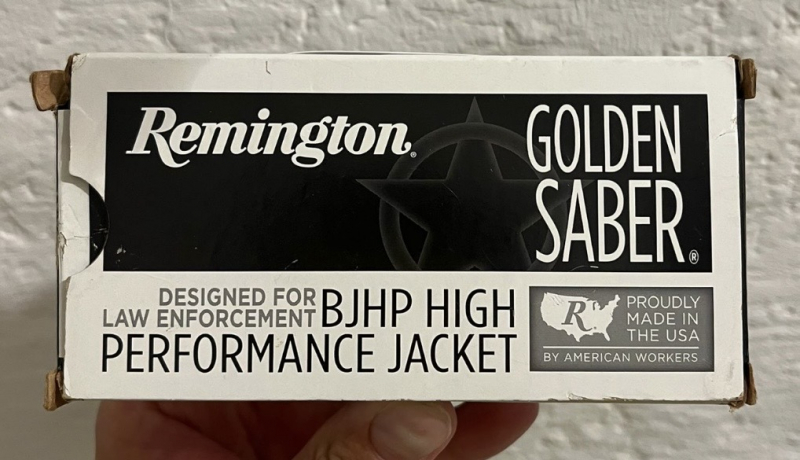 Remington®
GOLDEN
SABER®
DESIGNED FOR
LAW ENFORCEMENT
BJHP HIGH
PERFORMANCE JACKET
R
PROUDLY
MADE IN
THE USA
BY AMERICAN WORKERS